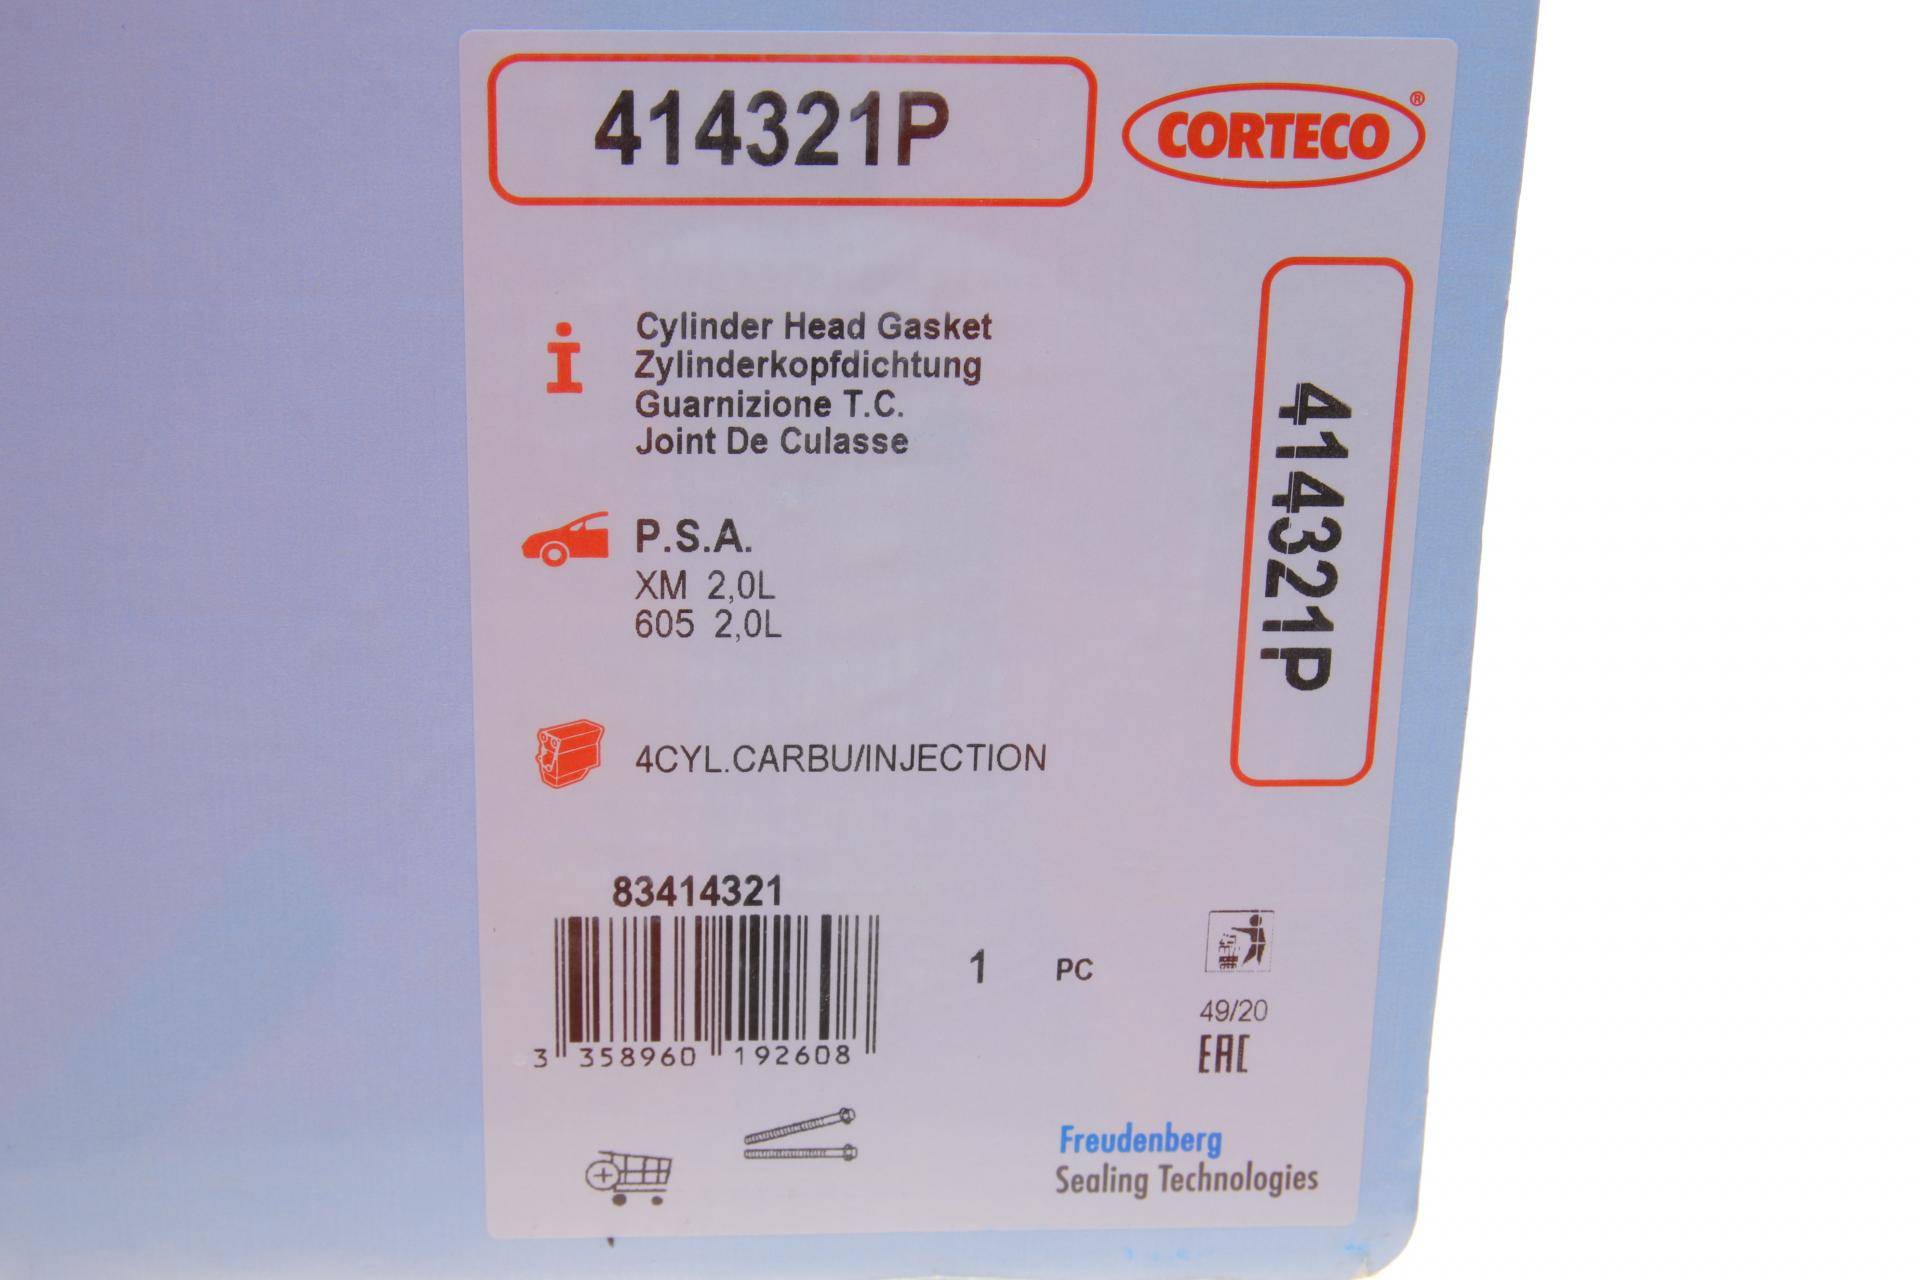 414321P
CORTECO®
Cylinder Head Gasket
Zylinderkopfdichtung
Guarnizione T.C.
Joint De Culasse
414321P
P.S.A.
XM 2,0L
605 2,0L
4CYL.CARBU/INJECTION
83414321
1 PC
3 358960 192608
49/20
EAC
Freudenberg
Sealing Technologies